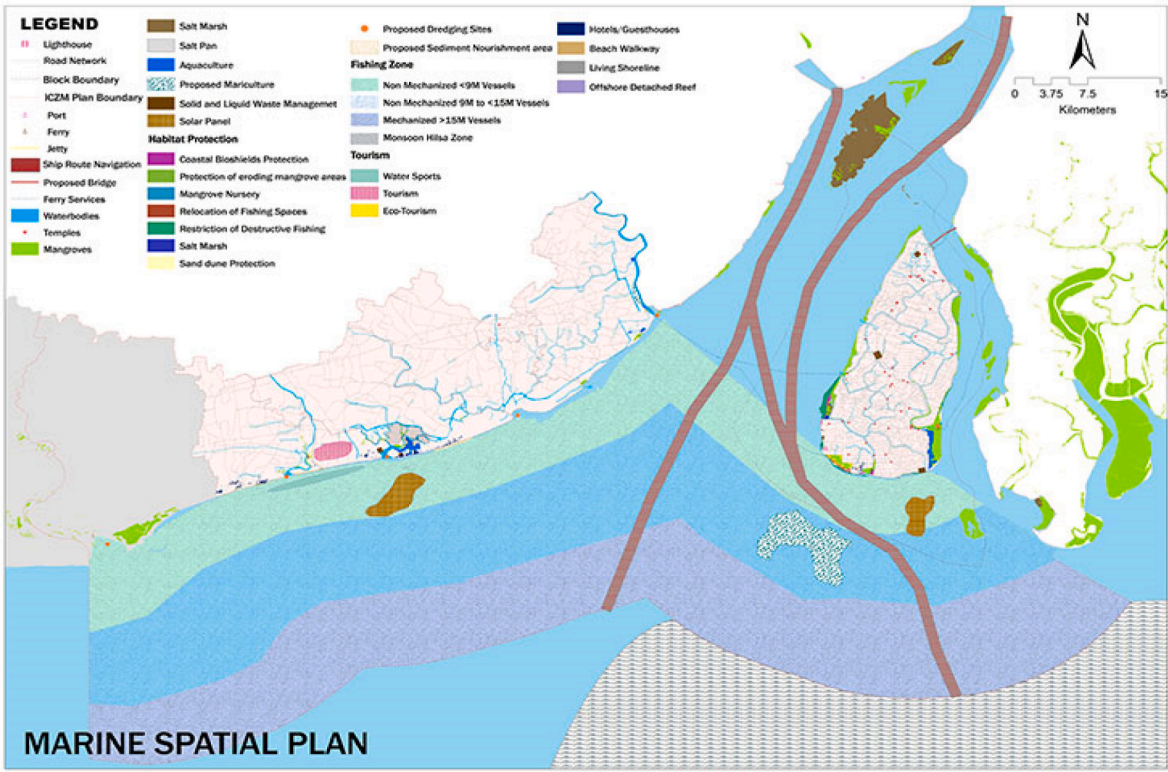 LEGEND
Lighthouse
Road Network
Block Boundary
ICZM Plan Boundary
Port
Ferry
Jetty
Ship Route Navigation
Proposed Bridge
Ferry Services
Waterbodies
Temples
Mangroves
Salt Marsh
Salt Pan
Aquaculture
Proposed Mariculture
Solid and Liquid Waste Managemet
Solar Panel
Habitat Protection
Coastal Bioshields Protection
Protection of eroding mangrove areas
Mangrove Nursery
Relocation of Fishing Spaces
Restriction of Destructive Fishing
Salt Marsh
Sand dune Protection
Proposed Dredging Sites
Proposed Sediment Nourishment area
Fishing Zone
Non Mechanized <9M Vessels
Non Mechanized 9M to <15M Vessels
Mechanized >15M Vessels
Monsoon Hilsa Zone
Tourism
Water Sports
Tourism
Eco-Tourism
Hotels/Guesthouses
Beach Walkway
Living Shoreline
Offshore Detached Reef
N
0 3.75 7.5 15
Kilometers
MARINE SPATIAL PLAN